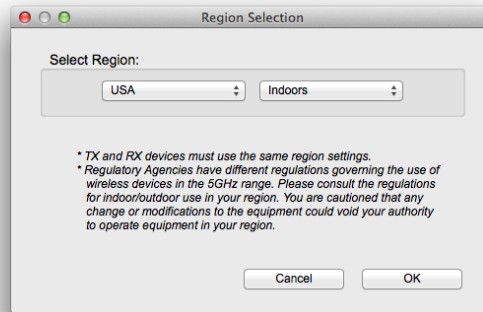 Region Selection
Select Region:
USA Indoors
* TX and RX devices must use the same region settings.
* Regulatory Agencies have different regulations governing the use of
wireless devices in the 5GHz range. Please consult the regulations
for indoor/outdoor use in your region. You are cautioned that any
change or modifications to the equipment could void your authority
to operate equipment in your region.
Cancel OK